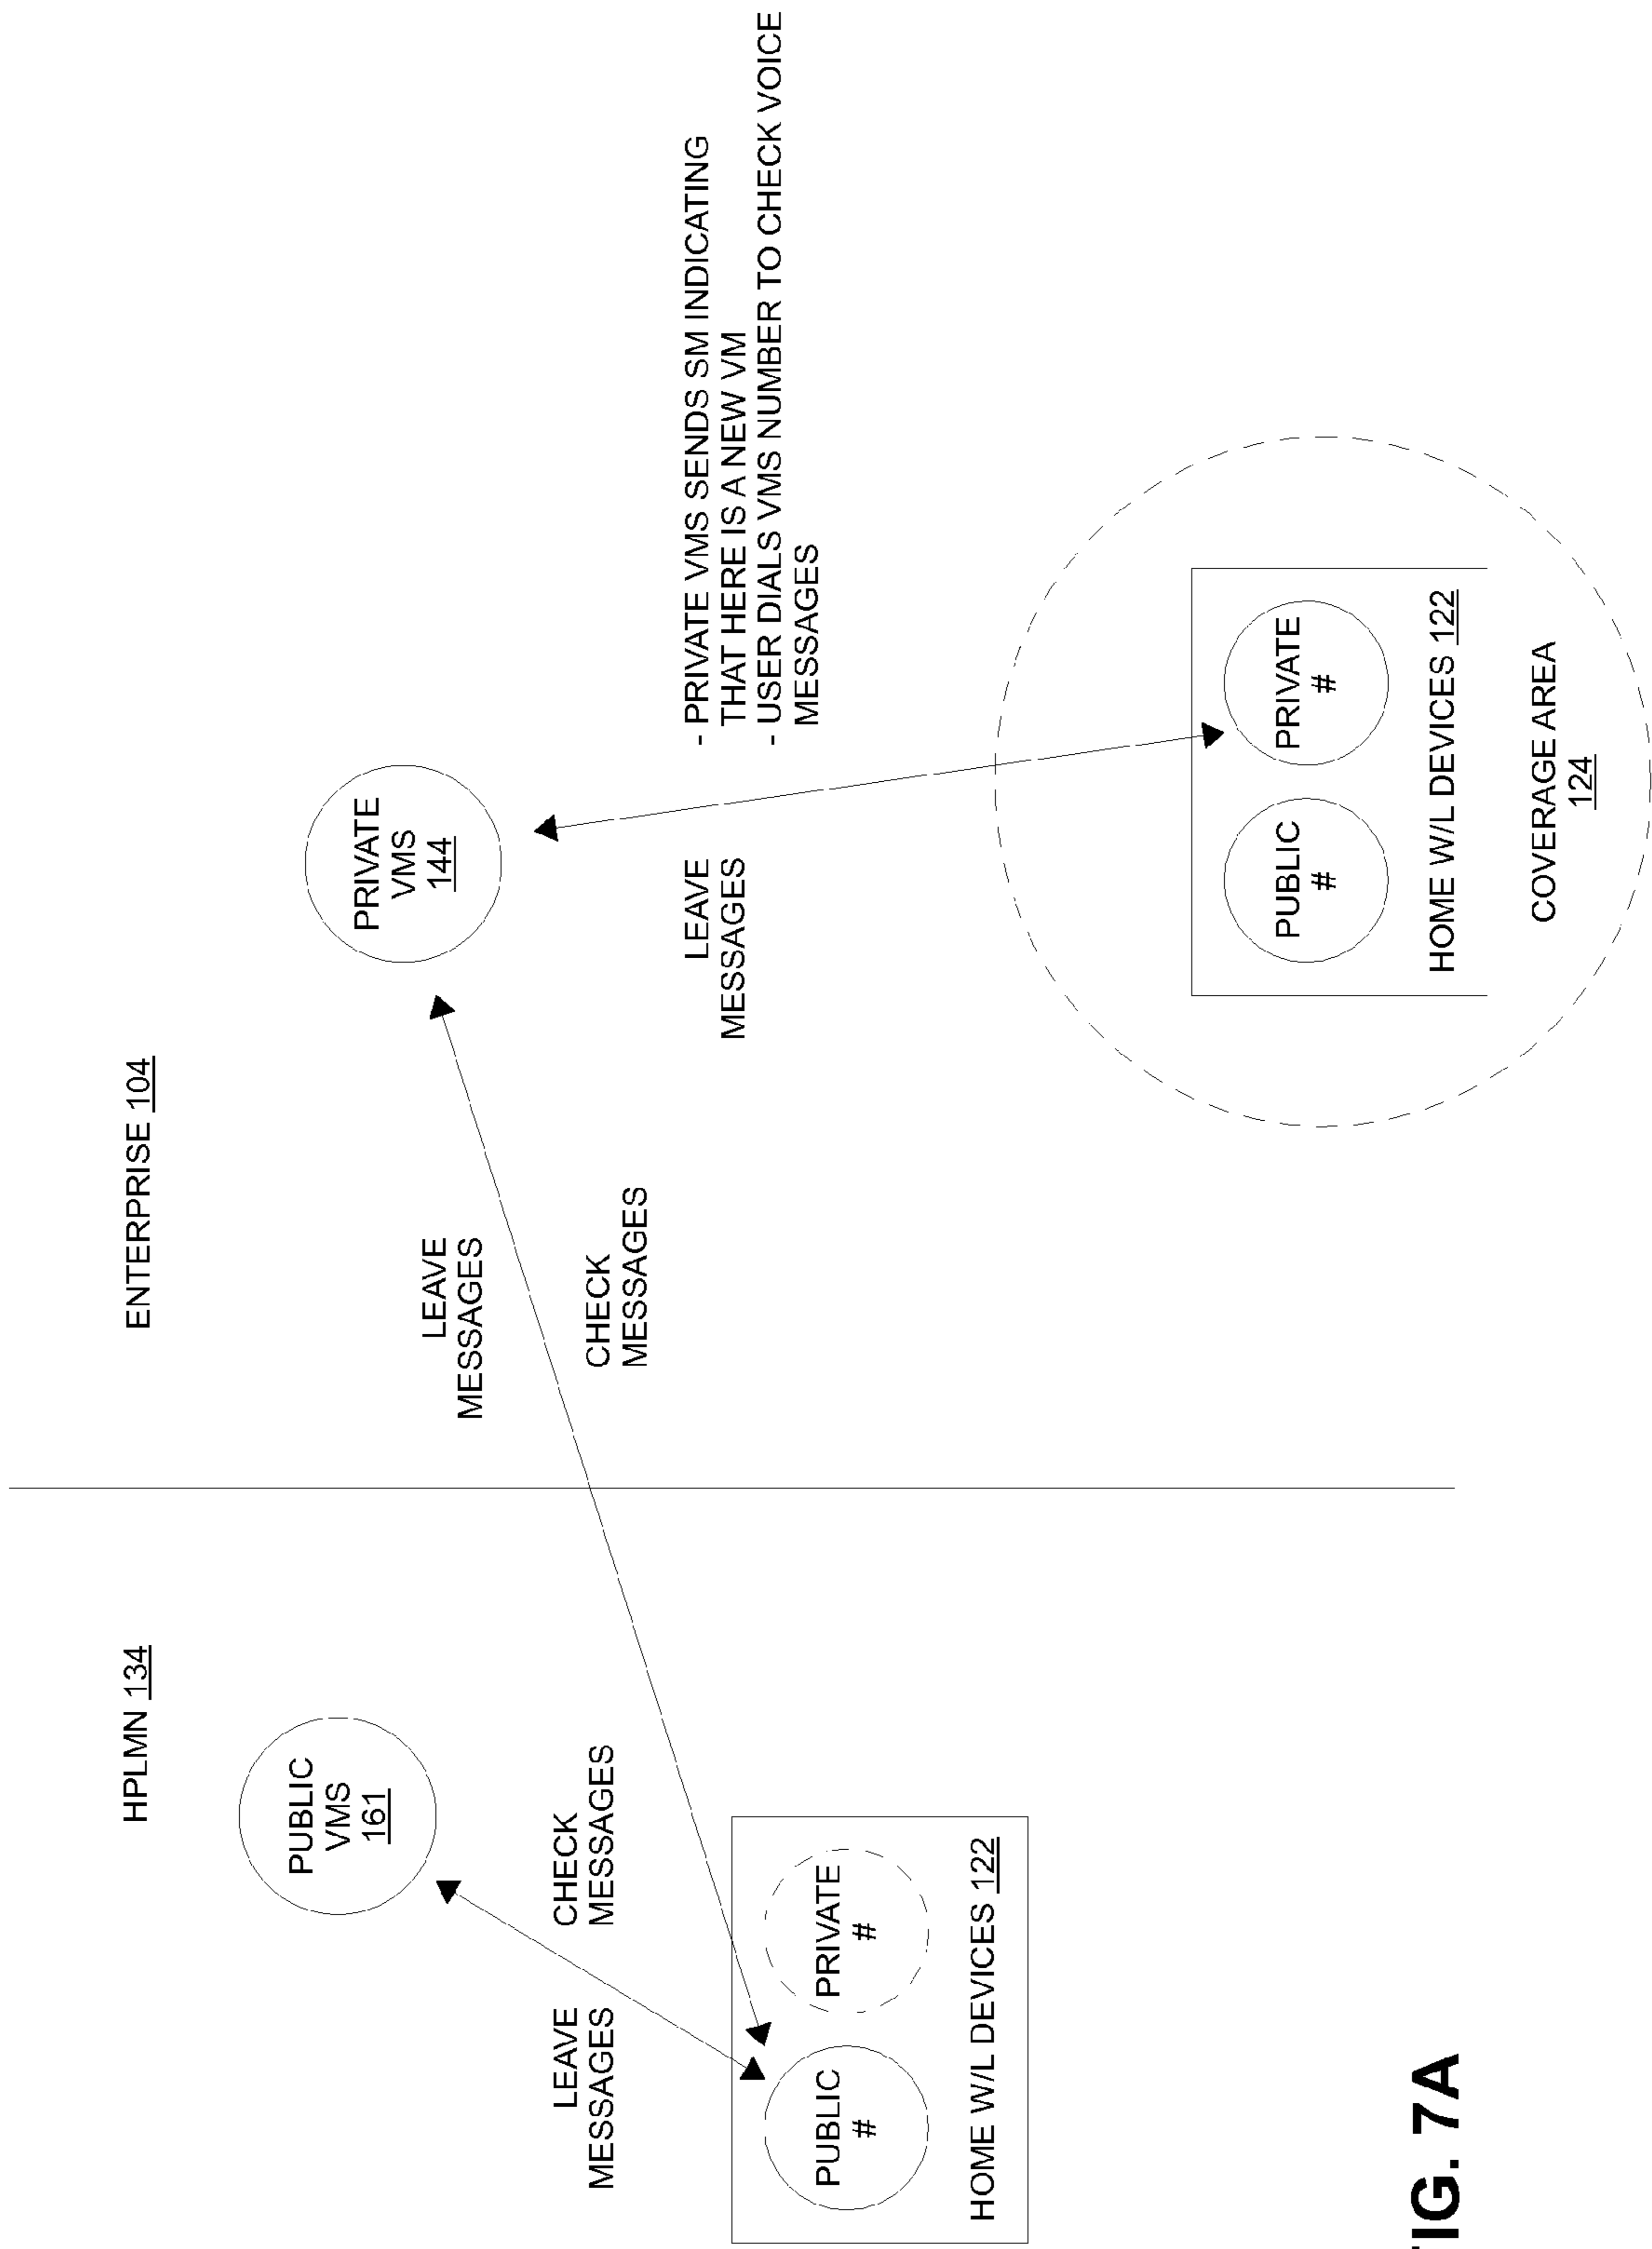 HPLMN 134
ENTERPRISE 104
PUBLIC
VMS
161
PRIVATE
VMS
144
LEAVE
MESSAGES
CHECK
MESSAGES
LEAVE
MESSAGES
CHECK
MESSAGES
LEAVE
MESSAGES
- PRIVATE VMS SENDS SM INDICATING
THAT HERE IS A NEW VM
- USER DIALS VMS NUMBER TO CHECK VOICE
MESSAGES
PUBLIC
#
PRIVATE
#
HOME W/L DEVICES 122
PUBLIC
#
PRIVATE
#
HOME W/L DEVICES 122
COVERAGE AREA
124
FIG. 7A